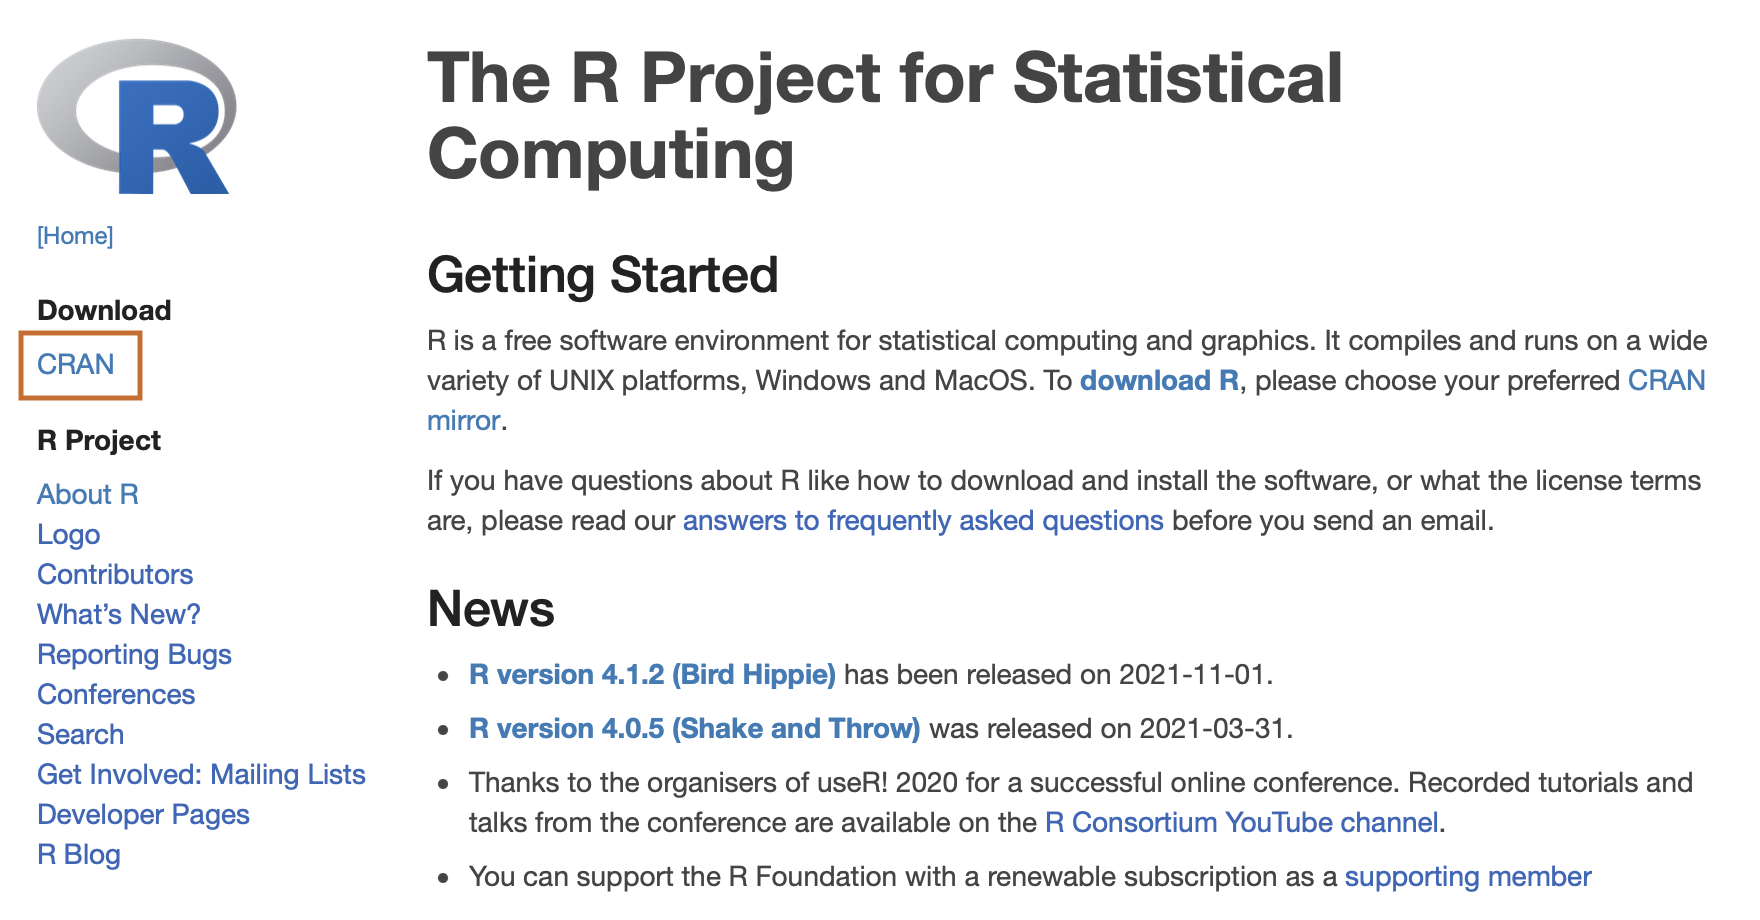 R
[Home]
Download
CRAN
R Project
About R
Logo
Contributors
What’s New?
Reporting Bugs
Conferences
Search
Get Involved: Mailing Lists
Developer Pages
R Blog
The R Project for Statistical
Computing
Getting Started
R is a free software environment for statistical computing and graphics. It compiles and runs on a wide
variety of UNIX platforms, Windows and MacOS. To download R, please choose your preferred CRAN
mirror.
If you have questions about R like how to download and install the software, or what the license terms
are, please read our answers to frequently asked questions before you send an email.
News
• R version 4.1.2 (Bird Hippie) has been released on 2021-11-01.
• R version 4.0.5 (Shake and Throw) was released on 2021-03-31.
• Thanks to the organisers of useR! 2020 for a successful online conference. Recorded tutorials and
talks from the conference are available on the R Consortium YouTube channel.
• You can support the R Foundation with a renewable subscription as a supporting member